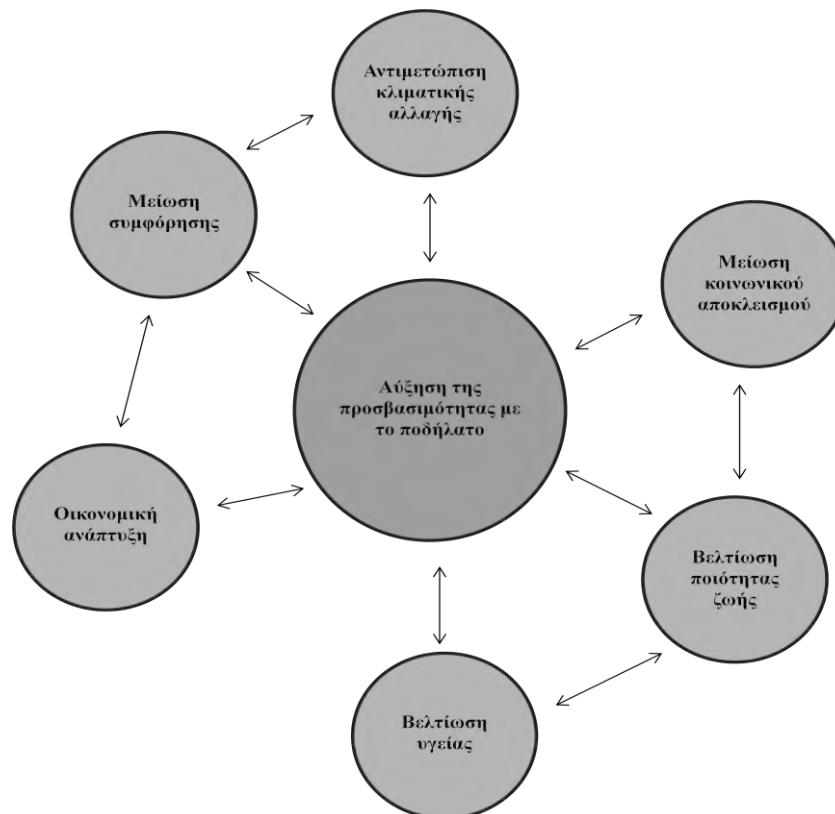 Αντιμετώπιση
κλιματικής
αλλαγής
Μείωση
συμφόρησης
Μείωση
κοινωνικού
αποκλεισμού
Αύξηση της
προσβασιμότητας με
το ποδήλατο
Οικονομική
ανάπτυξη
Βελτίωση
ποιότητας
ζωής
Βελτίωση
υγείας